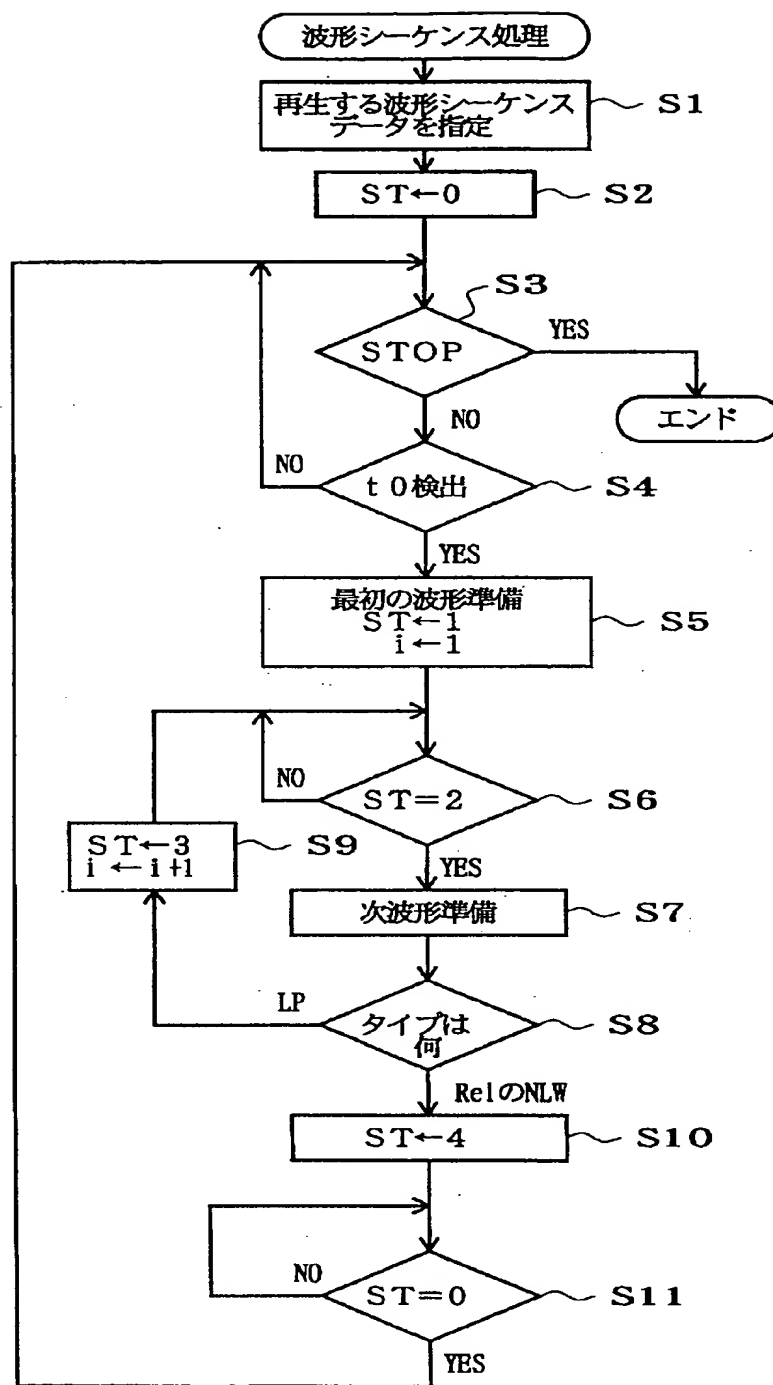 波形シーケンス処理
再生する波形シーケンス
データを指定
S1
ST←0
S2
S3
STOP
YES
エンド
NO
t0検出
NO
S4
YES
最初の波形準備
ST←1
i←1
S5
NO
ST=2
S6
ST←3
i ← i+1
S9
YES
次波形準備
S7
LP
タイプは
何
S8
RelのNLW
ST←4
S10
NO
ST=0
S11
YES